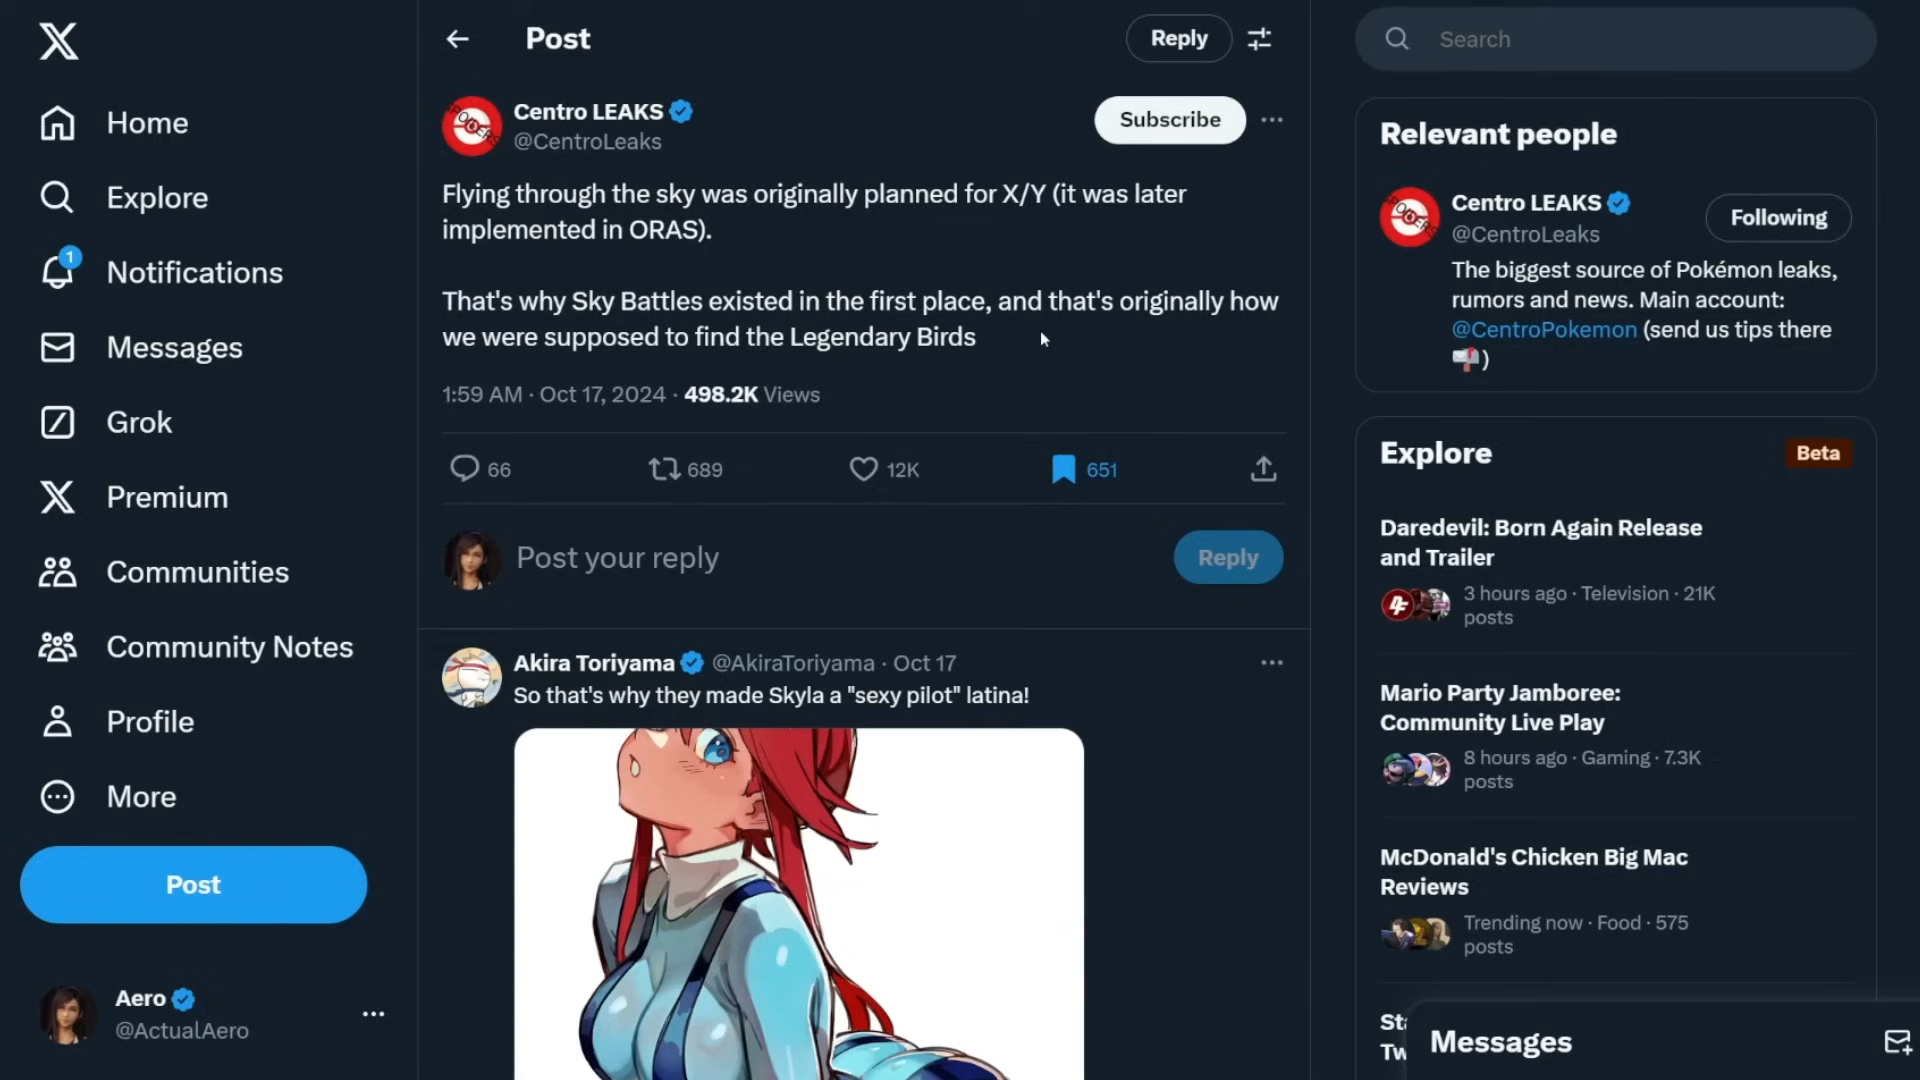 Home
Explore
1
Notifications
Messages
Grok
Premium
Communities
Community Notes
Profile
More
Post
Aero
@ActualAero
Post
Reply
Centro LEAKS
@CentroLeaks
Subscribe
Flying through the sky was originally planned for X/Y (it was later
implemented in ORAS).
That's why Sky Battles existed in the first place, and that's originally how
we were supposed to find the Legendary Birds
1:59 AM · Oct 17, 2024 · 498.2K Views
66
689
12K
651
Post your reply
Reply
Akira Toriyama @AkiraToriyama · Oct 17
So that's why they made Skyla a "sexy pilot" latina!
Search
Relevant people
Centro LEAKS
@CentroLeaks
Following
The biggest source of Pokémon leaks,
rumors and news. Main account:
@CentroPokemon (send us tips there
)
Explore
Beta
Daredevil: Born Again Release
and Trailer
3 hours ago · Television · 21K
posts
Mario Party Jamboree:
Community Live Play
8 hours ago · Gaming · 7.3K
posts
McDonald's Chicken Big Mac
Reviews
Trending now · Food · 575
posts
Messages